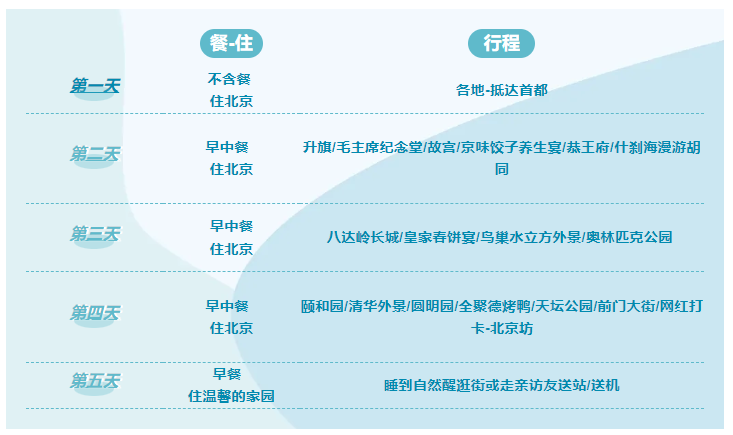 餐-住
行程
第一天
不含餐
住北京
各地-抵达首都
第二天
早中餐
住北京
升旗/毛主席纪念堂/故宫/京味饺子养生宴/恭王府/什刹海漫游胡
同
第三天
早中餐
住北京
八达岭长城/皇家春饼宴/鸟巢水立方外景/奥林匹克公园
第四天
早中餐
住北京
颐和园/清华外景/圆明园/全聚德烤鸭/天坛公园/前门大街/网红打
卡-北京坊
第五天
早餐
住温馨的家园
睡到自然醒逛街或走亲访友送站/送机